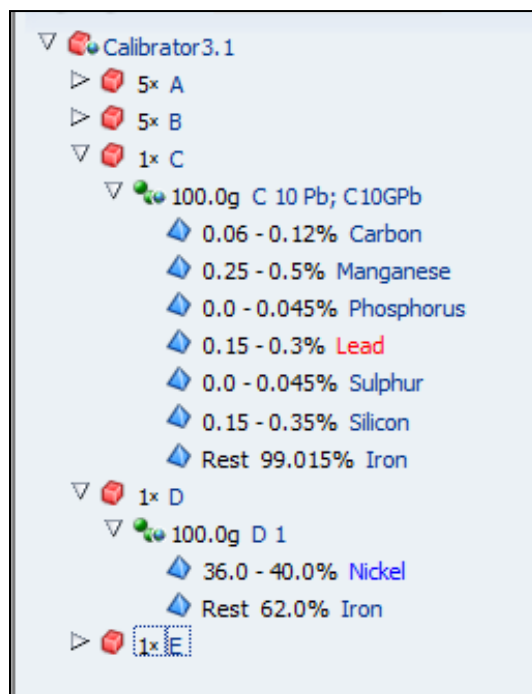 Calibrator3.1
5× A
5× B
1× C
100.0g C 10 Pb; C10GPb
0.06 - 0.12% Carbon
0.25 - 0.5% Manganese
0.0 - 0.045% Phosphorus
0.15 - 0.3% Lead
0.0 - 0.045% Sulphur
0.15 - 0.35% Silicon
Rest 99.015% Iron
1× D
100.0g D 1
36.0 - 40.0% Nickel
Rest 62.0% Iron
1× E